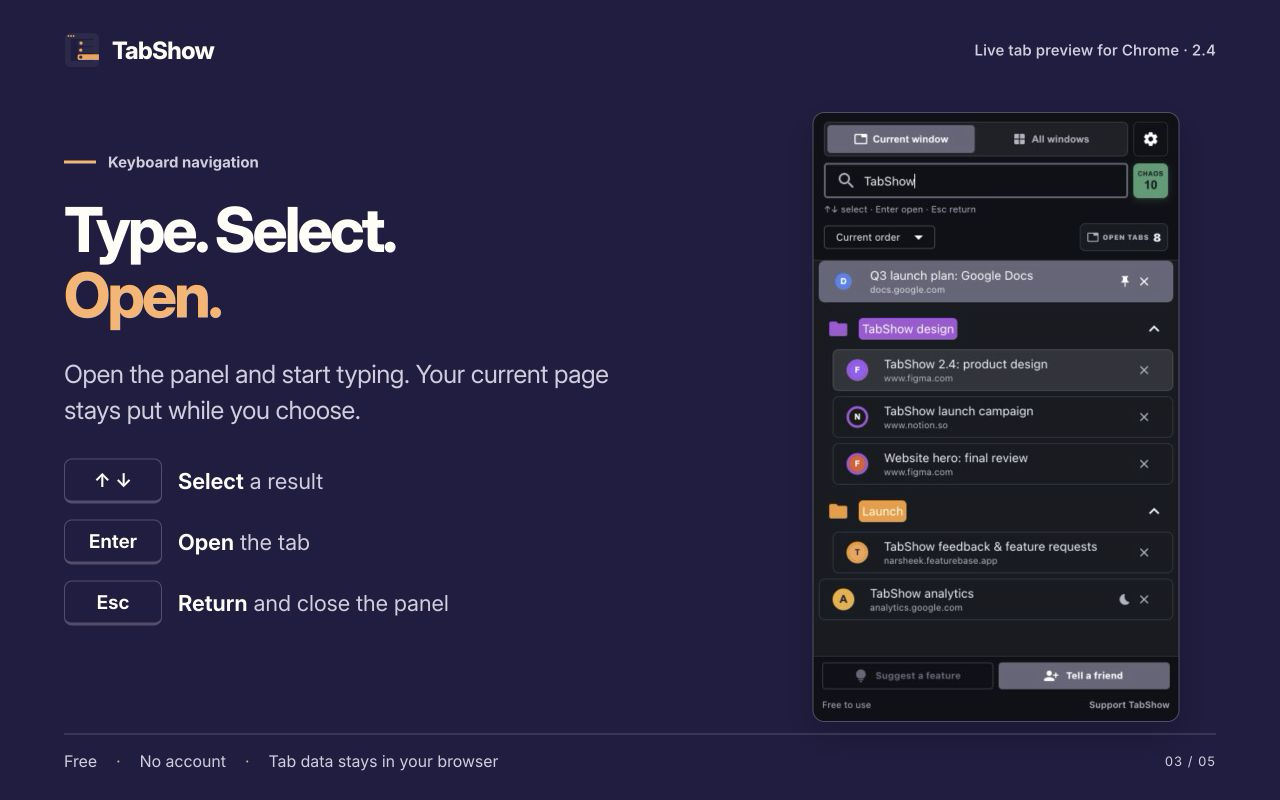 TabShow
Live tab preview for Chrome · 2.4
Keyboard navigation
Type. Select.
Open.
Open the panel and start typing. Your current page
stays put while you choose.
↑ ↓ Select a result
Enter Open the tab
Esc Return and close the panel
Current window All windows
TabShow
CHAOS
10
↑↓ select · Enter open · Esc return
Current order
OPEN TABS 8
D
Q3 launch plan: Google Docs
docs.google.com
TabShow design
F
TabShow 2.4: product design
www.figma.com
N
TabShow launch campaign
www.notion.so
F
Website hero: final review
www.figma.com
Launch
T
TabShow feedback & feature requests
narsheek.featurebase.app
A
TabShow analytics
analytics.google.com
Suggest a feature Tell a friend
Free to use Support TabShow
Free · No account · Tab data stays in your browser
03 / 05